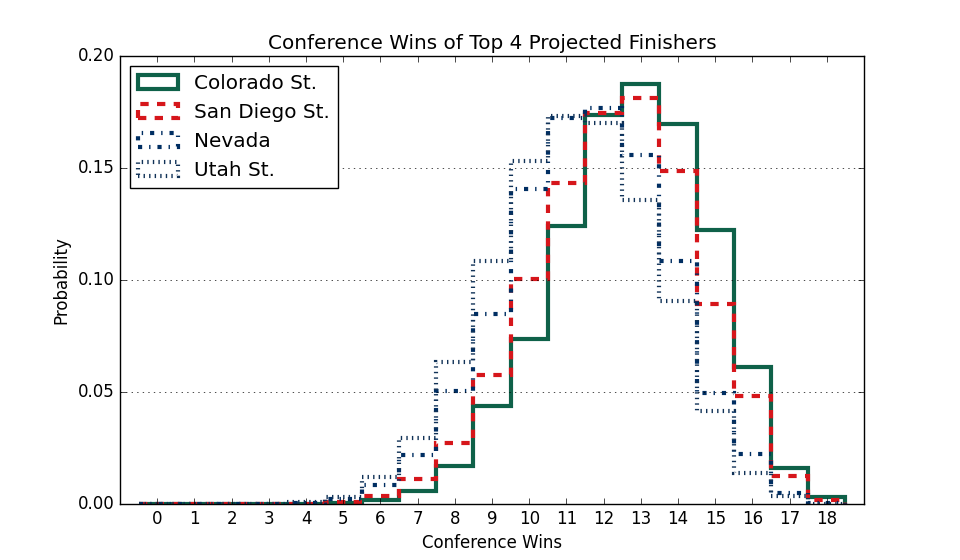 Conference Wins of Top 4 Projected Finishers
0.20
Colorado St.
San Diego St.
Nevada
Utah St.
0.15
0.10
0.05
0.00
Probability
0 1 2 3 4 5 6 7 8 9 10 11 12 13 14 15 16 17 18
Conference Wins